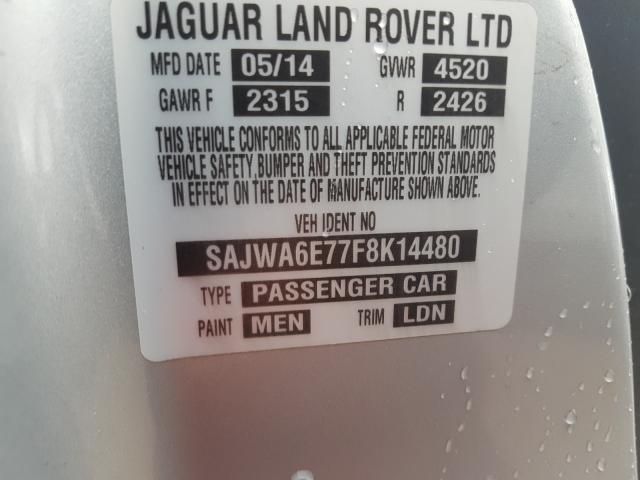 JAGUAR LAND ROVER LTD
MFD DATE 05/14 GVWR 4520
GAWR F 2315 R 2426
THIS VEHICLE CONFORMS TO ALL APPLICABLE FEDERAL MOTOR
VEHICLE SAFETY, BUMPER AND THEFT PREVENTION STANDARDS
IN EFFECT ON THE DATE OF MANUFACTURE SHOWN ABOVE.
VEH IDENT NO
SAJWA6E77F8K14480
TYPE PASSENGER CAR
PAINT MEN TRIM LDN